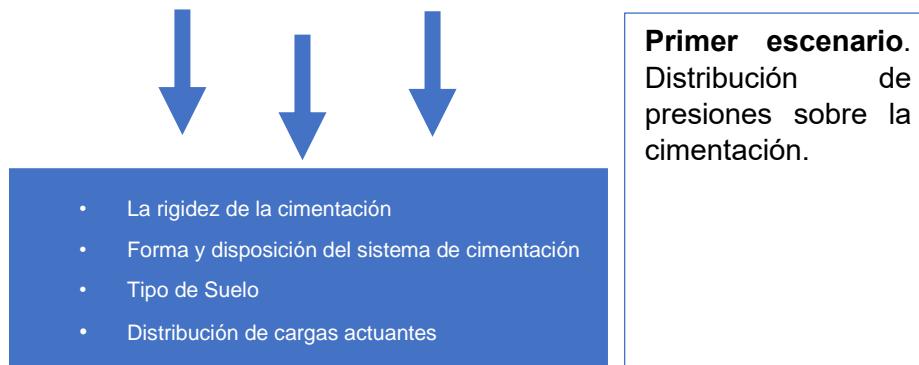 Primer escenario.
Distribución de
presiones sobre la
cimentación.
• La rigidez de la cimentación
• Forma y disposición del sistema de cimentación
• Tipo de Suelo
• Distribución de cargas actuantes